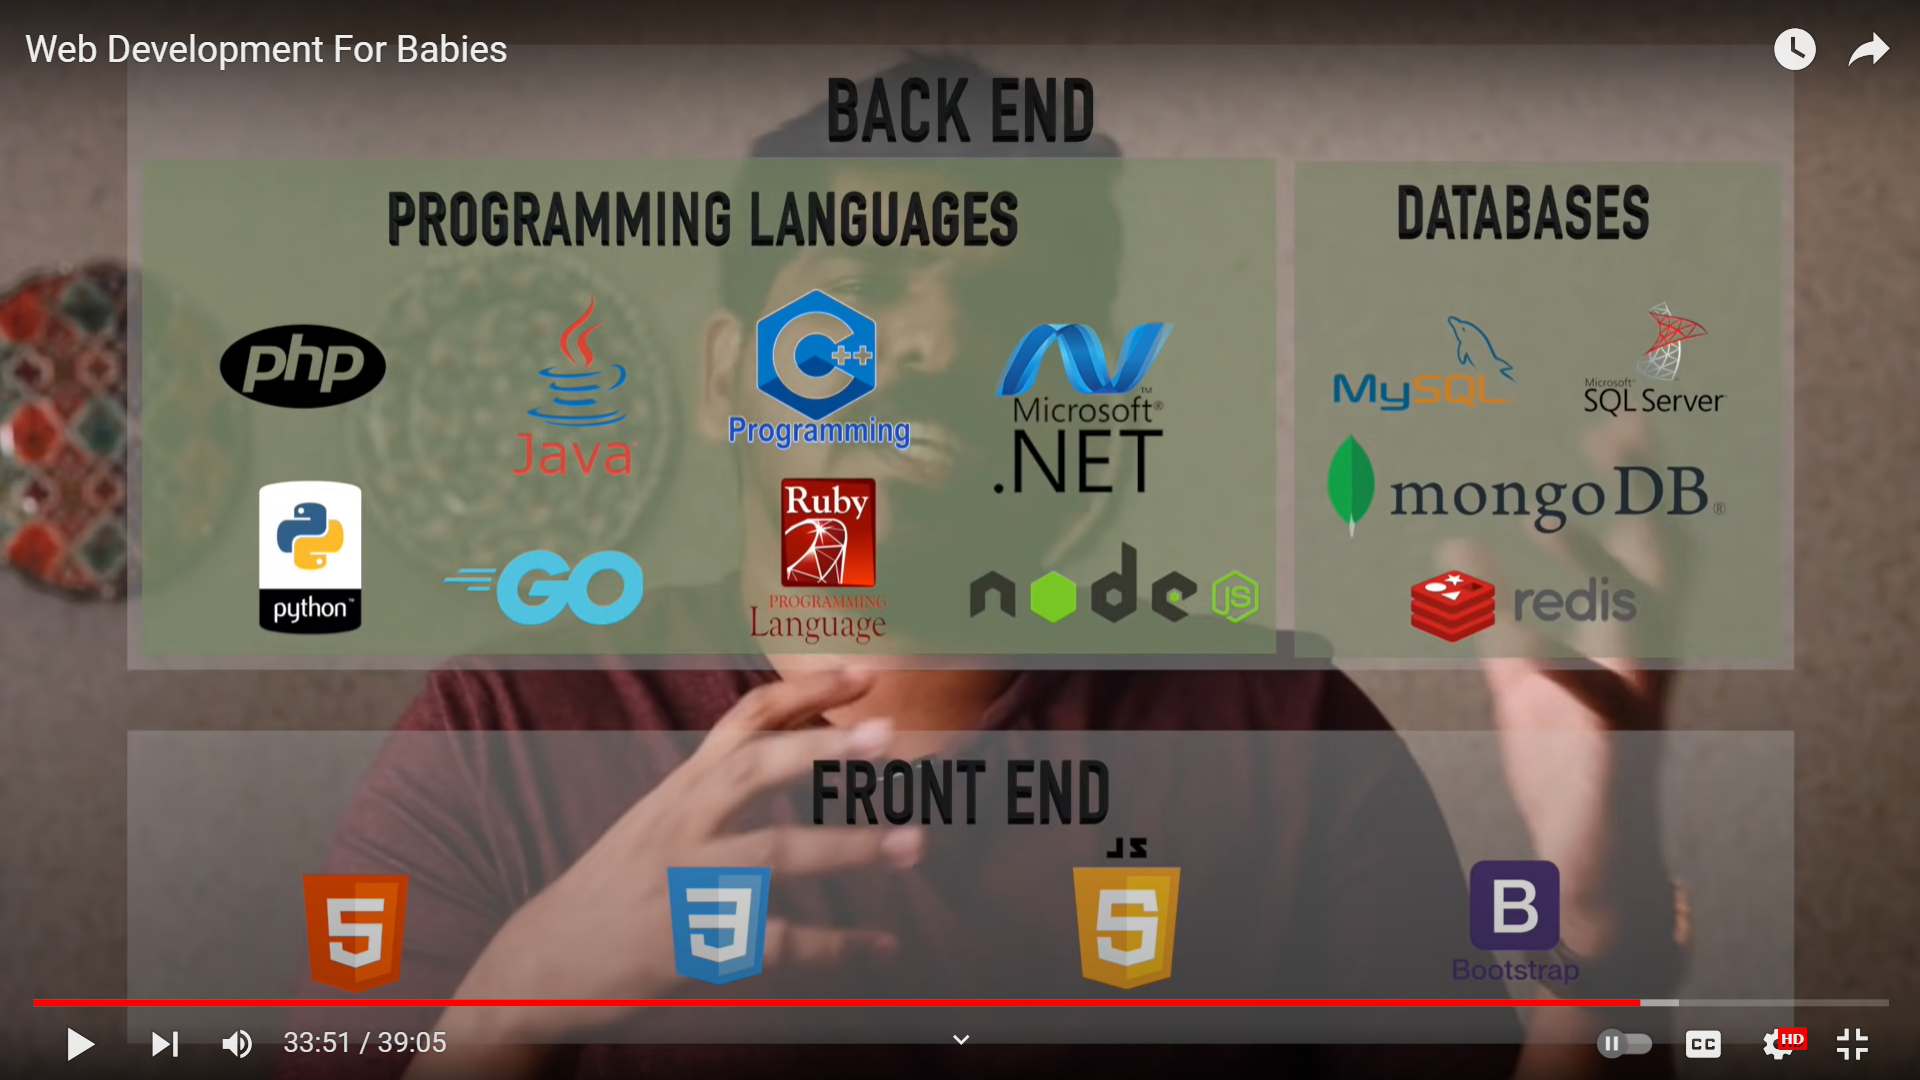 Web Development For Babies
BACK END
PROGRAMMING LANGUAGES
DATABASES
php
Java
C++
Programming
Microsoft®
.NET™
MySQL
Microsoft®
SQL Server
mongoDB®
python™
GO
Ruby
PROGRAMMING
Language
node
JS
redis
FRONT END
5
3
JS
5
B
Bootstrap
33:51 / 39:05
CC
HD